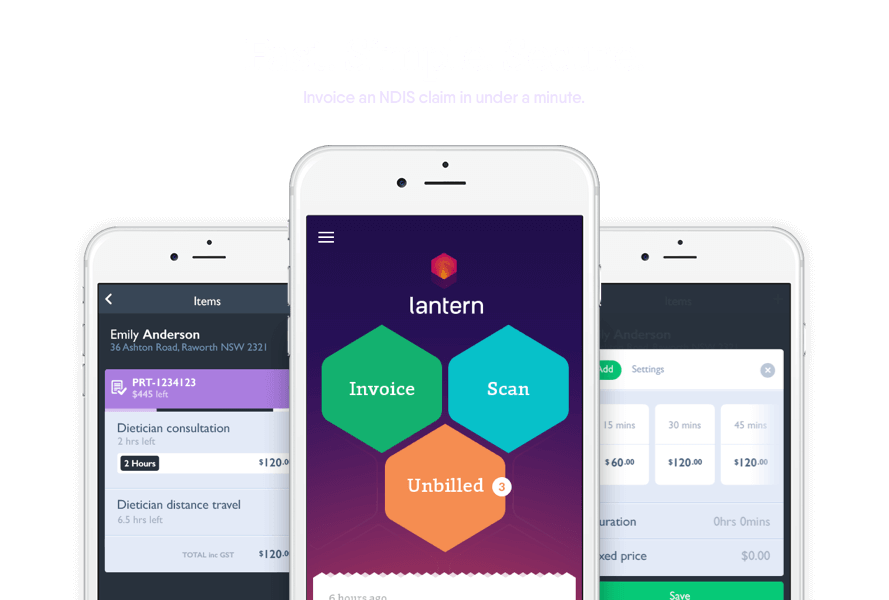 Invoice an NDIS claim in under a minute.
Items
Emily Anderson
36 Ashton Road, Raworth NSW 2321
PRT-1234123
$445 left
Dietician consultation
2 hrs left
2 Hours
$120.0
Dietician distance travel
6.5 hrs left
TOTAL inc GST
$120.0
lantern
Invoice
Scan
Unbilled 3
6 hours ago
Items
Anderson
Add
Settings
15 mins
30 mins
45 mins
$60.00
$120.00
$120.00
uration
0hrs 0mins
xed price
$0.00
Save